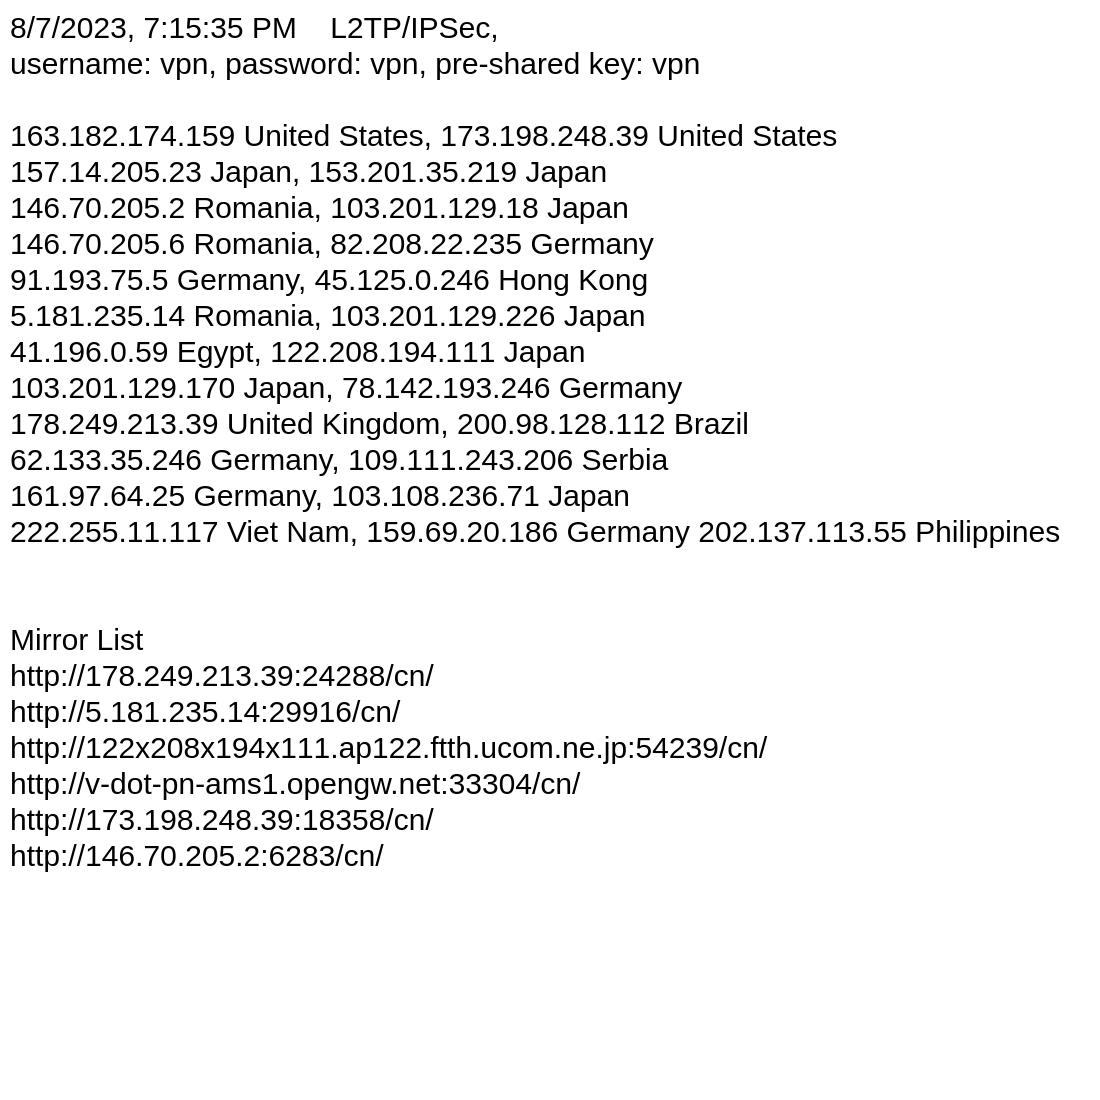 8/7/2023, 7:15:35 PM    L2TP/IPSec,
username: vpn, password: vpn, pre-shared key: vpn
163.182.174.159 United States, 173.198.248.39 United States
157.14.205.23 Japan, 153.201.35.219 Japan
146.70.205.2 Romania, 103.201.129.18 Japan
146.70.205.6 Romania, 82.208.22.235 Germany
91.193.75.5 Germany, 45.125.0.246 Hong Kong
5.181.235.14 Romania, 103.201.129.226 Japan
41.196.0.59 Egypt, 122.208.194.111 Japan
103.201.129.170 Japan, 78.142.193.246 Germany
178.249.213.39 United Kingdom, 200.98.128.112 Brazil
62.133.35.246 Germany, 109.111.243.206 Serbia
161.97.64.25 Germany, 103.108.236.71 Japan
222.255.11.117 Viet Nam, 159.69.20.186 Germany 202.137.113.55 Philippines
Mirror List
http://178.249.213.39:24288/cn/
http://5.181.235.14:29916/cn/
http://122x208x194x111.ap122.ftth.ucom.ne.jp:54239/cn/
http://v-dot-pn-ams1.opengw.net:33304/cn/
http://173.198.248.39:18358/cn/
http://146.70.205.2:6283/cn/